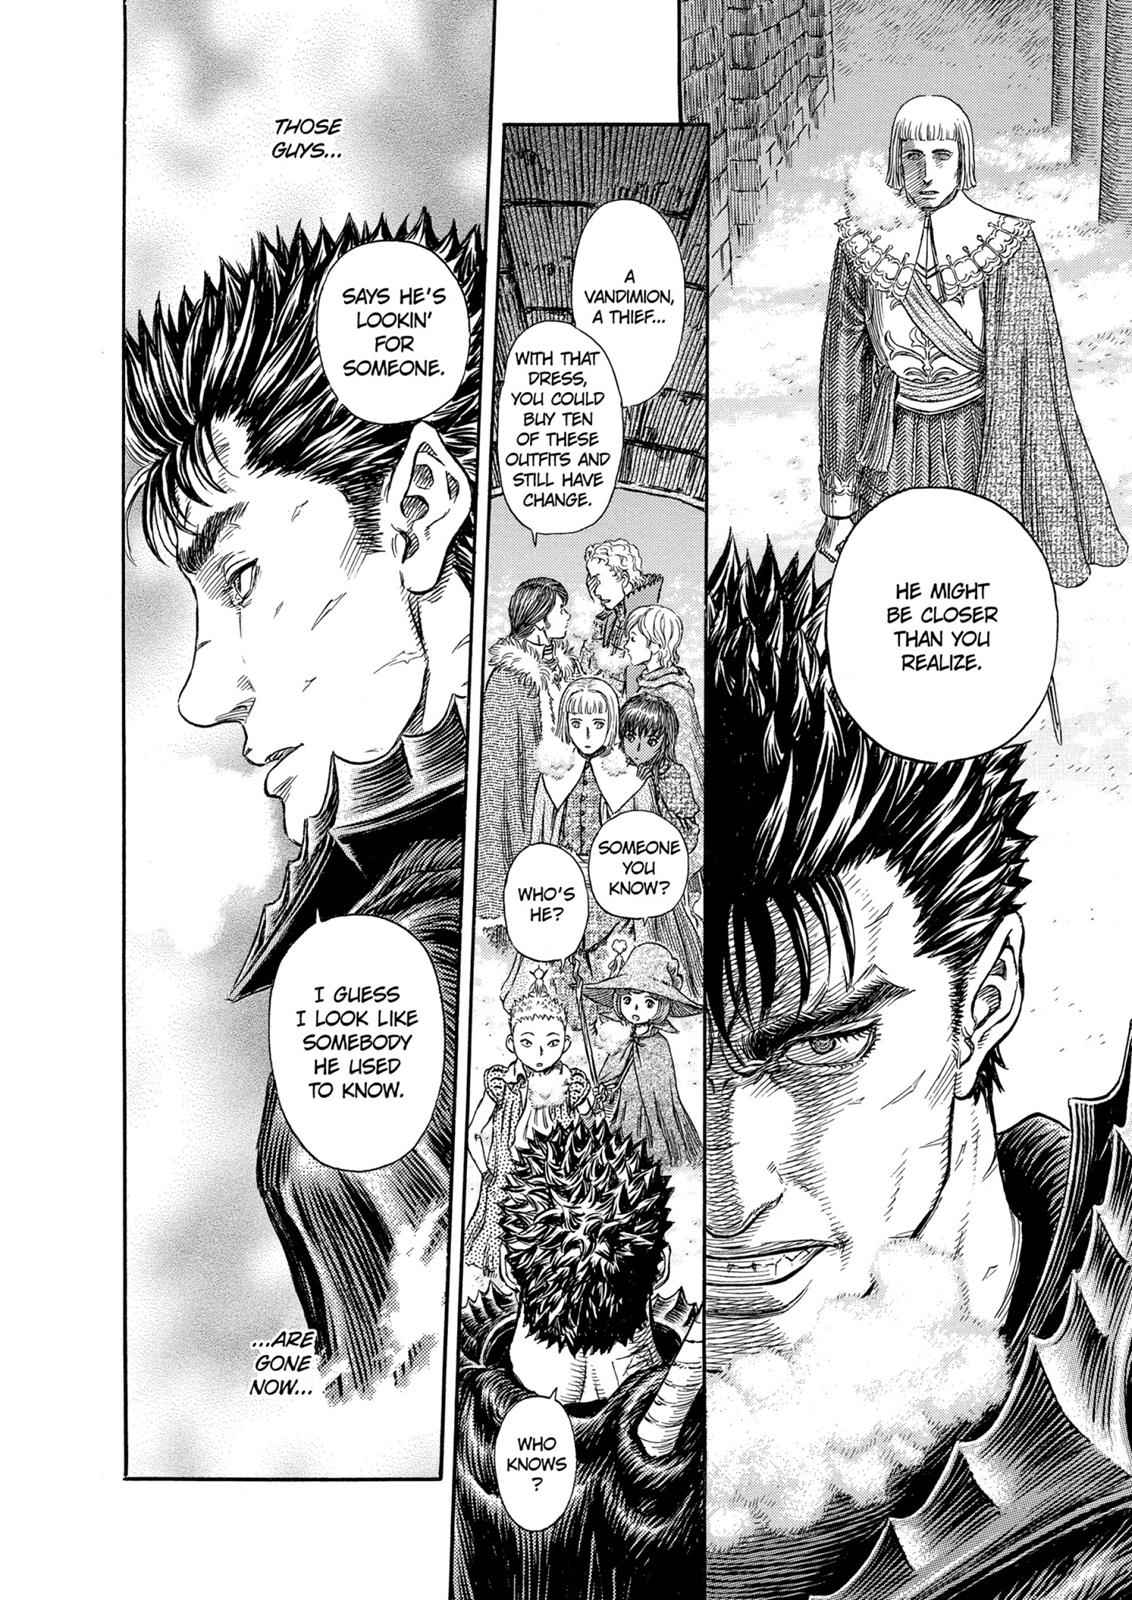 HE MIGHT
BE CLOSER
THAN YOU
REALIZE.
A
VANDIMION,
A THIEF...
WITH THAT
DRESS,
YOU COULD
BUY TEN
OF THESE
OUTFITS AND
STILL HAVE
CHANGE.
SOMEONE
YOU
KNOW?
WHO'S
HE?
WHO
KNOWS
?
THOSE
GUYS...
SAYS HE'S
LOOKIN'
FOR
SOMEONE.
I GUESS
I LOOK LIKE
SOMEBODY
HE USED
TO KNOW.
...ARE
GONE
NOW...